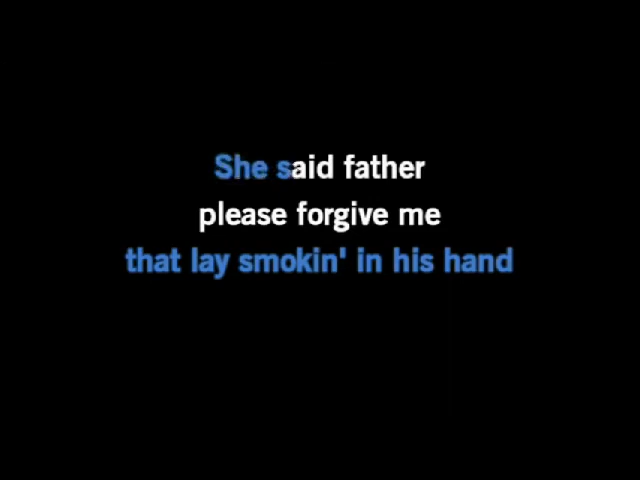 She said father
please forgive me
that lay smokin' in his hand